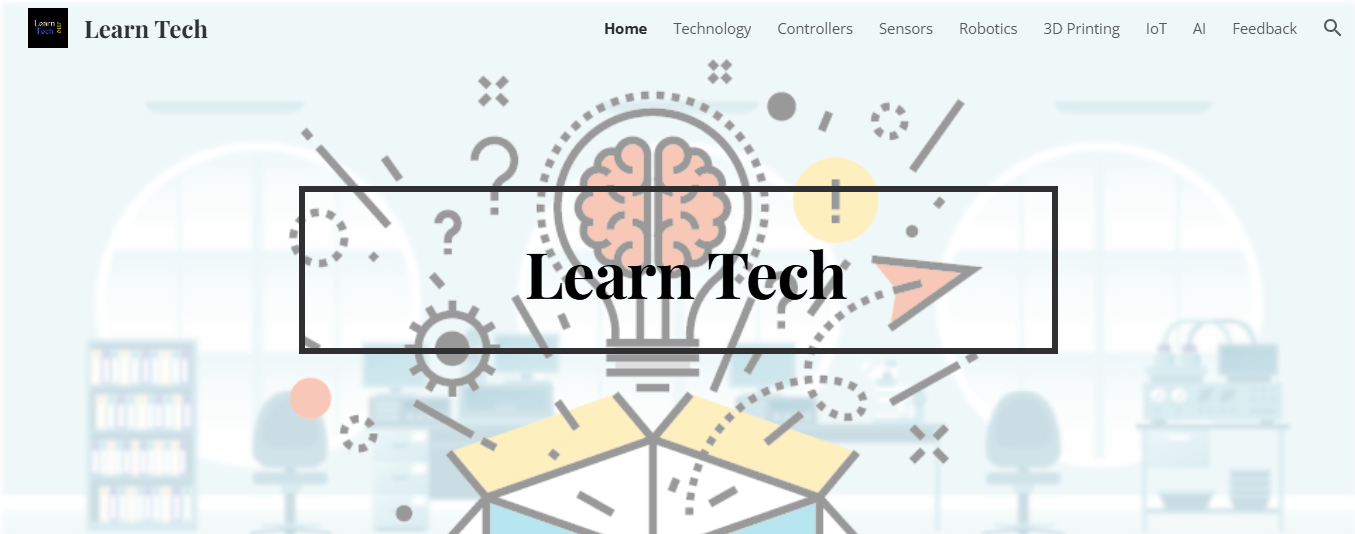 Learn
Tech
Learn Tech
Home Technology Controllers Sensors Robotics 3D Printing IoT AI Feedback
? ? ! ?
Learn Tech